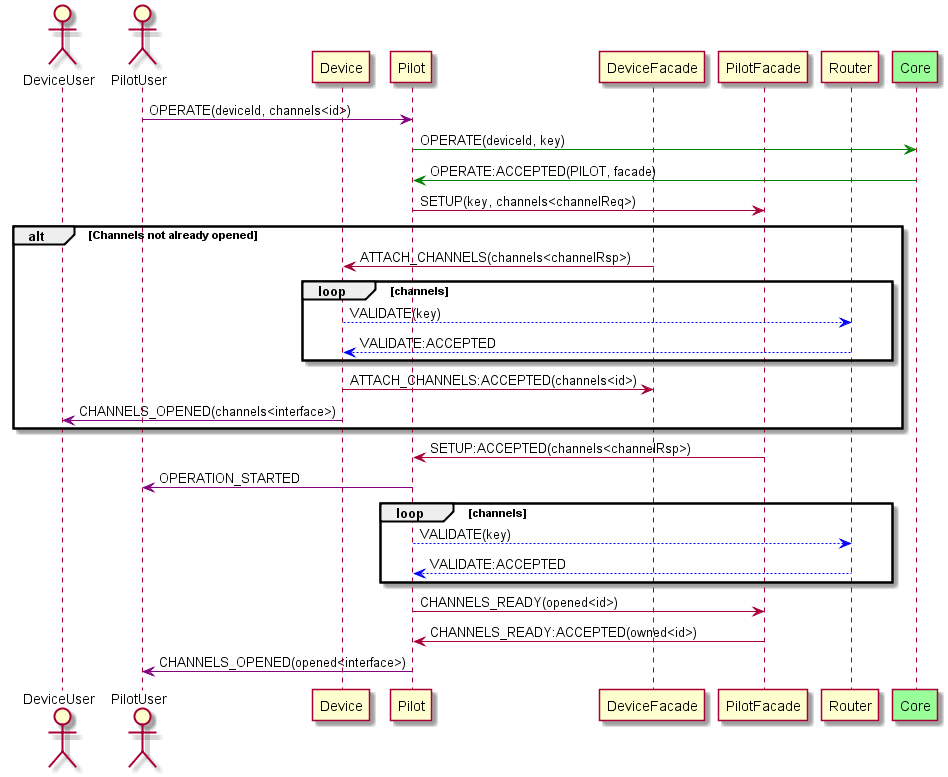 DeviceUser
PilotUser
Device
Pilot
DeviceFacade
PilotFacade
Router
Core
OPERATE(deviceId, channels<id>)
OPERATE(deviceId, key)
OPERATE:ACCEPTED(PILOT, facade)
SETUP(key, channels<channelReq>)
alt
[Channels not already opened]
ATTACH_CHANNELS(channels<channelRsp>)
loop
[channels]
VALIDATE(key)
VALIDATE:ACCEPTED
ATTACH_CHANNELS:ACCEPTED(channels<id>)
CHANNELS_OPENED(channels<interface>)
SETUP:ACCEPTED(channels<channelRsp>)
OPERATION_STARTED
loop
[channels]
VALIDATE(key)
VALIDATE:ACCEPTED
CHANNELS_READY(opened<id>)
CHANNELS_READY:ACCEPTED(owned<id>)
CHANNELS_OPENED(opened<interface>)
DeviceUser
PilotUser
Device
Pilot
DeviceFacade
PilotFacade
Router
Core